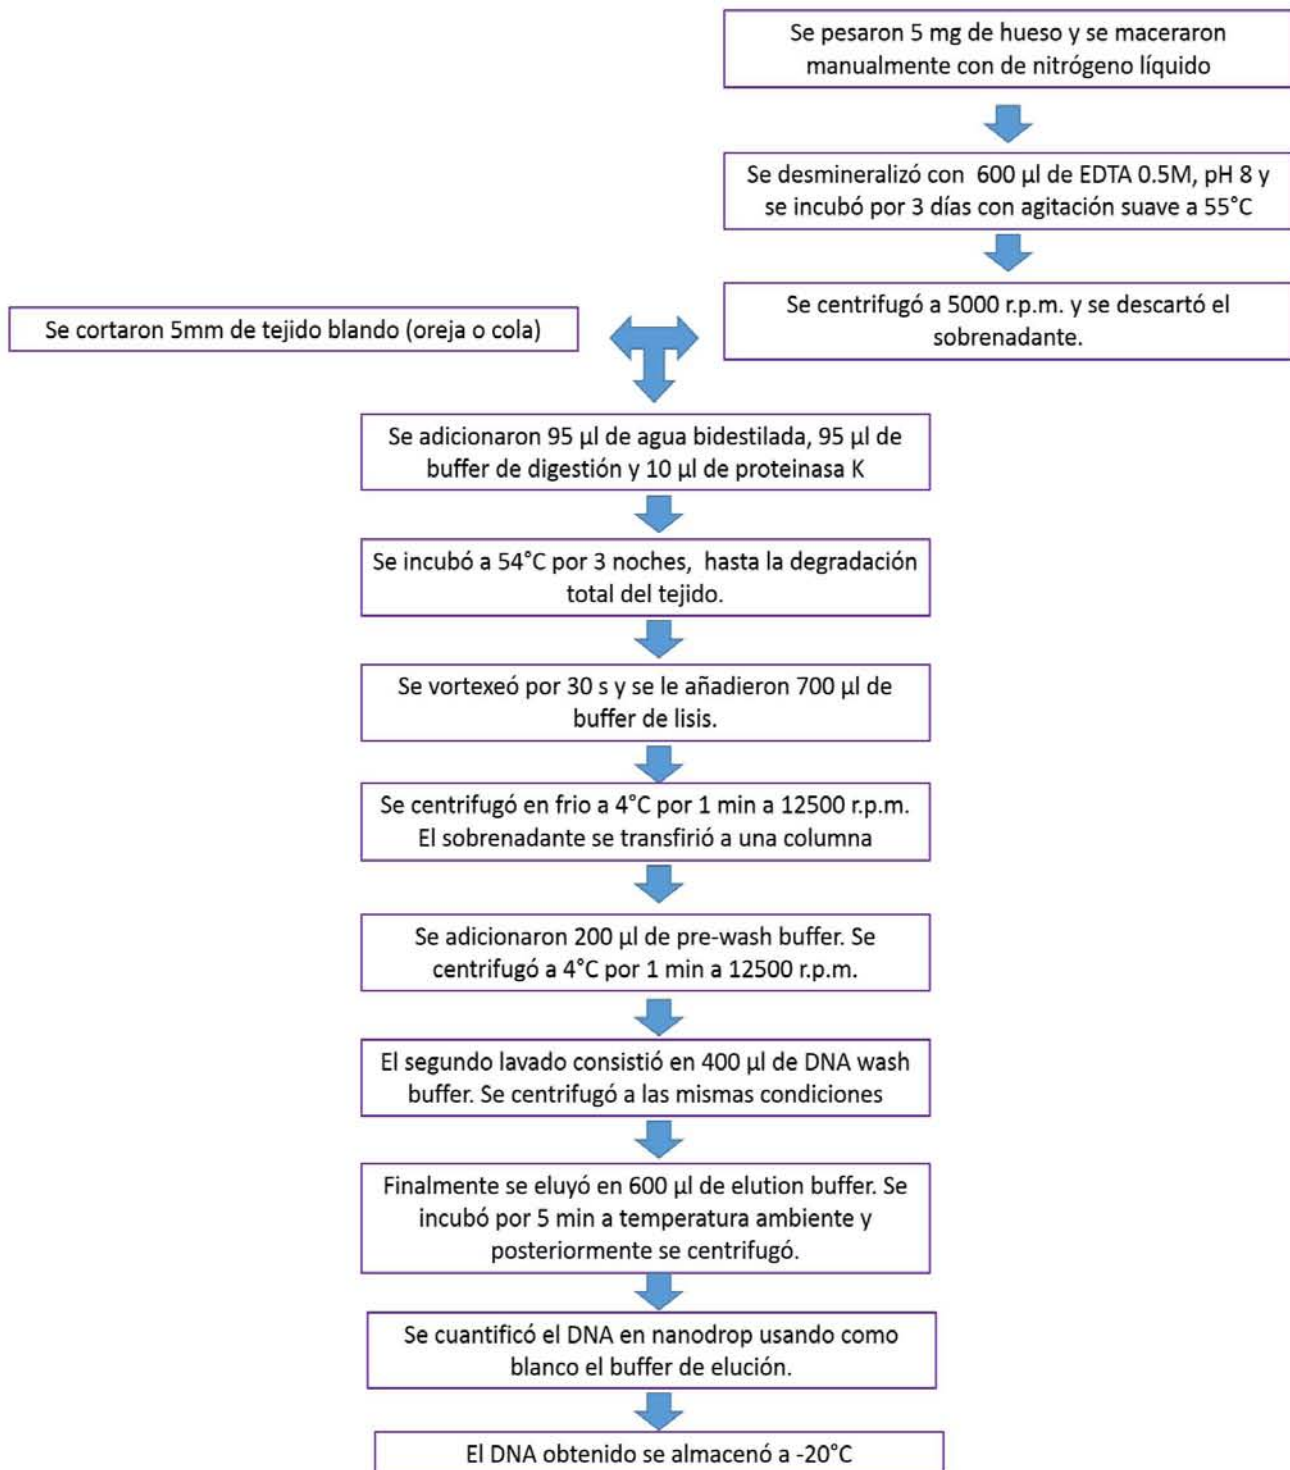 Se pesaron 5 mg de hueso y se maceraron
manualmente con de nitrógeno líquido
Se desmineralizó con 600 µl de EDTA 0.5M, pH 8 y
se incubó por 3 días con agitación suave a 55°C
Se centrifugó a 5000 r.p.m. y se descartó el
sobrenadante.
Se cortaron 5mm de tejido blando (oreja o cola)
Se adicionaron 95 µl de agua bidestilada, 95 µl de
buffer de digestión y 10 µl de proteinasa K
Se incubó a 54°C por 3 noches, hasta la degradación
total del tejido.
Se vortexeó por 30 s y se le añadieron 700 µl de
buffer de lisis.
Se centrifugó en frio a 4°C por 1 min a 12500 r.p.m.
El sobrenadante se transfirió a una columna
Se adicionaron 200 µl de pre-wash buffer. Se
centrifugó a 4°C por 1 min a 12500 r.p.m.
El segundo lavado consistió en 400 µl de DNA wash
buffer. Se centrifugó a las mismas condiciones
Finalmente se eluyó en 600 µl de elution buffer. Se
incubó por 5 min a temperatura ambiente y
posteriormente se centrifugó.
Se cuantificó el DNA en nanodrop usando como
blanco el buffer de elución.
El DNA obtenido se almacenó a -20°C